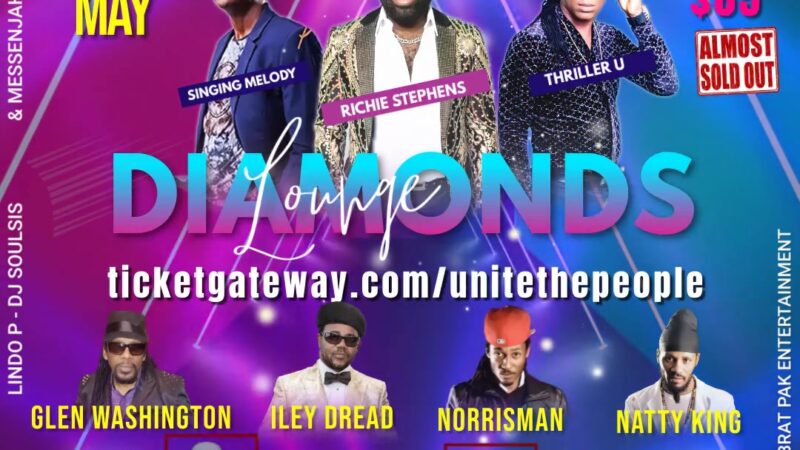 MAY
SINGING MELODY
RICHIE STEPHENS
THRILLER U
ALMOST
SOLD OUT
DIAMONDS
Lounge
ticketgateway.com/unitethepeople
GLEN WASHINGTON
ILEY DREAD
NORRISMAN
NATTY KING
& MESSENJAH
LINDO P - DJ SOULSIS
BRAT PAK ENTERTAINMENT